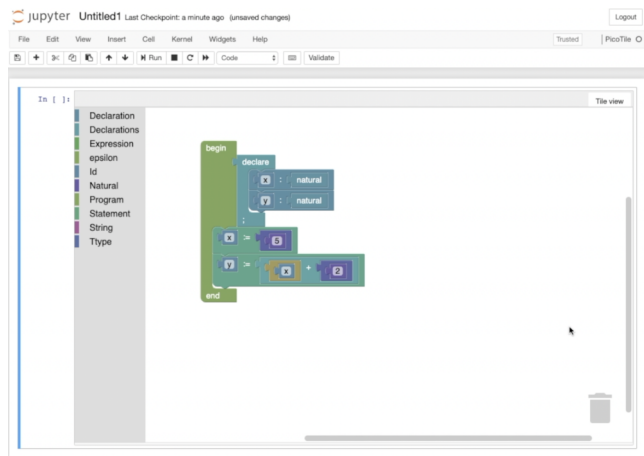 jupyter Untitled1 Last Checkpoint: a minute ago (unsaved changes) Logout
File Edit View Insert Cell Kernel Widgets Help Trusted PicoTile
Run Code Validate
In [ ]: Tile view
Declaration
Declarations
Expression
epsilon
Id
Natural
Program
Statement
String
Ttype
begin
declare
x : natural
y : natural
;
x := 5
y := x + 2
end